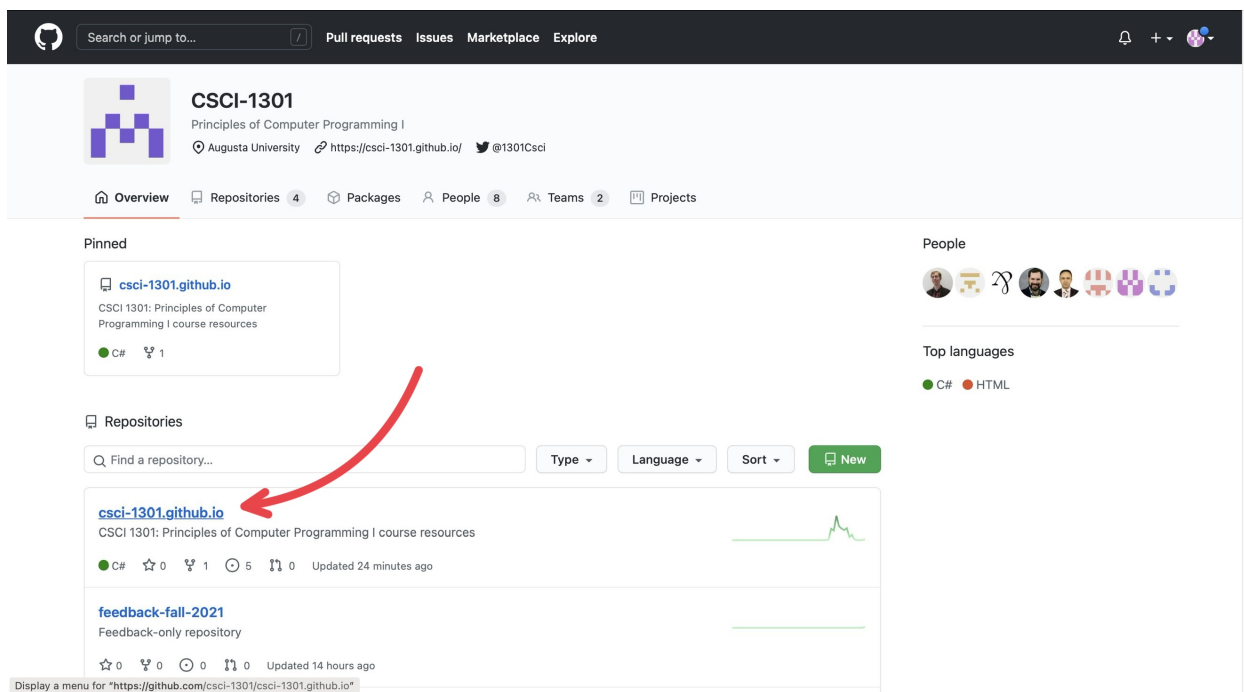 Search or jump to... / Pull requests Issues Marketplace Explore
CSCI-1301
Principles of Computer Programming I
Augusta University https://csci-1301.github.io/ @1301Csci
Overview Repositories 4 Packages People 8 Teams 2 Projects
Pinned
csci-1301.github.io
CSCI 1301: Principles of Computer
Programming I course resources
C# 1
People
Top languages
C# HTML
Repositories
Find a repository... Type Language Sort New
csci-1301.github.io
CSCI 1301: Principles of Computer Programming I course resources
C# 0 1 5 0 Updated 24 minutes ago
feedback-fall-2021
Feedback-only repository
0 0 0 0 Updated 14 hours ago
Display a menu for "https://github.com/csci-1301/csci-1301.github.io"